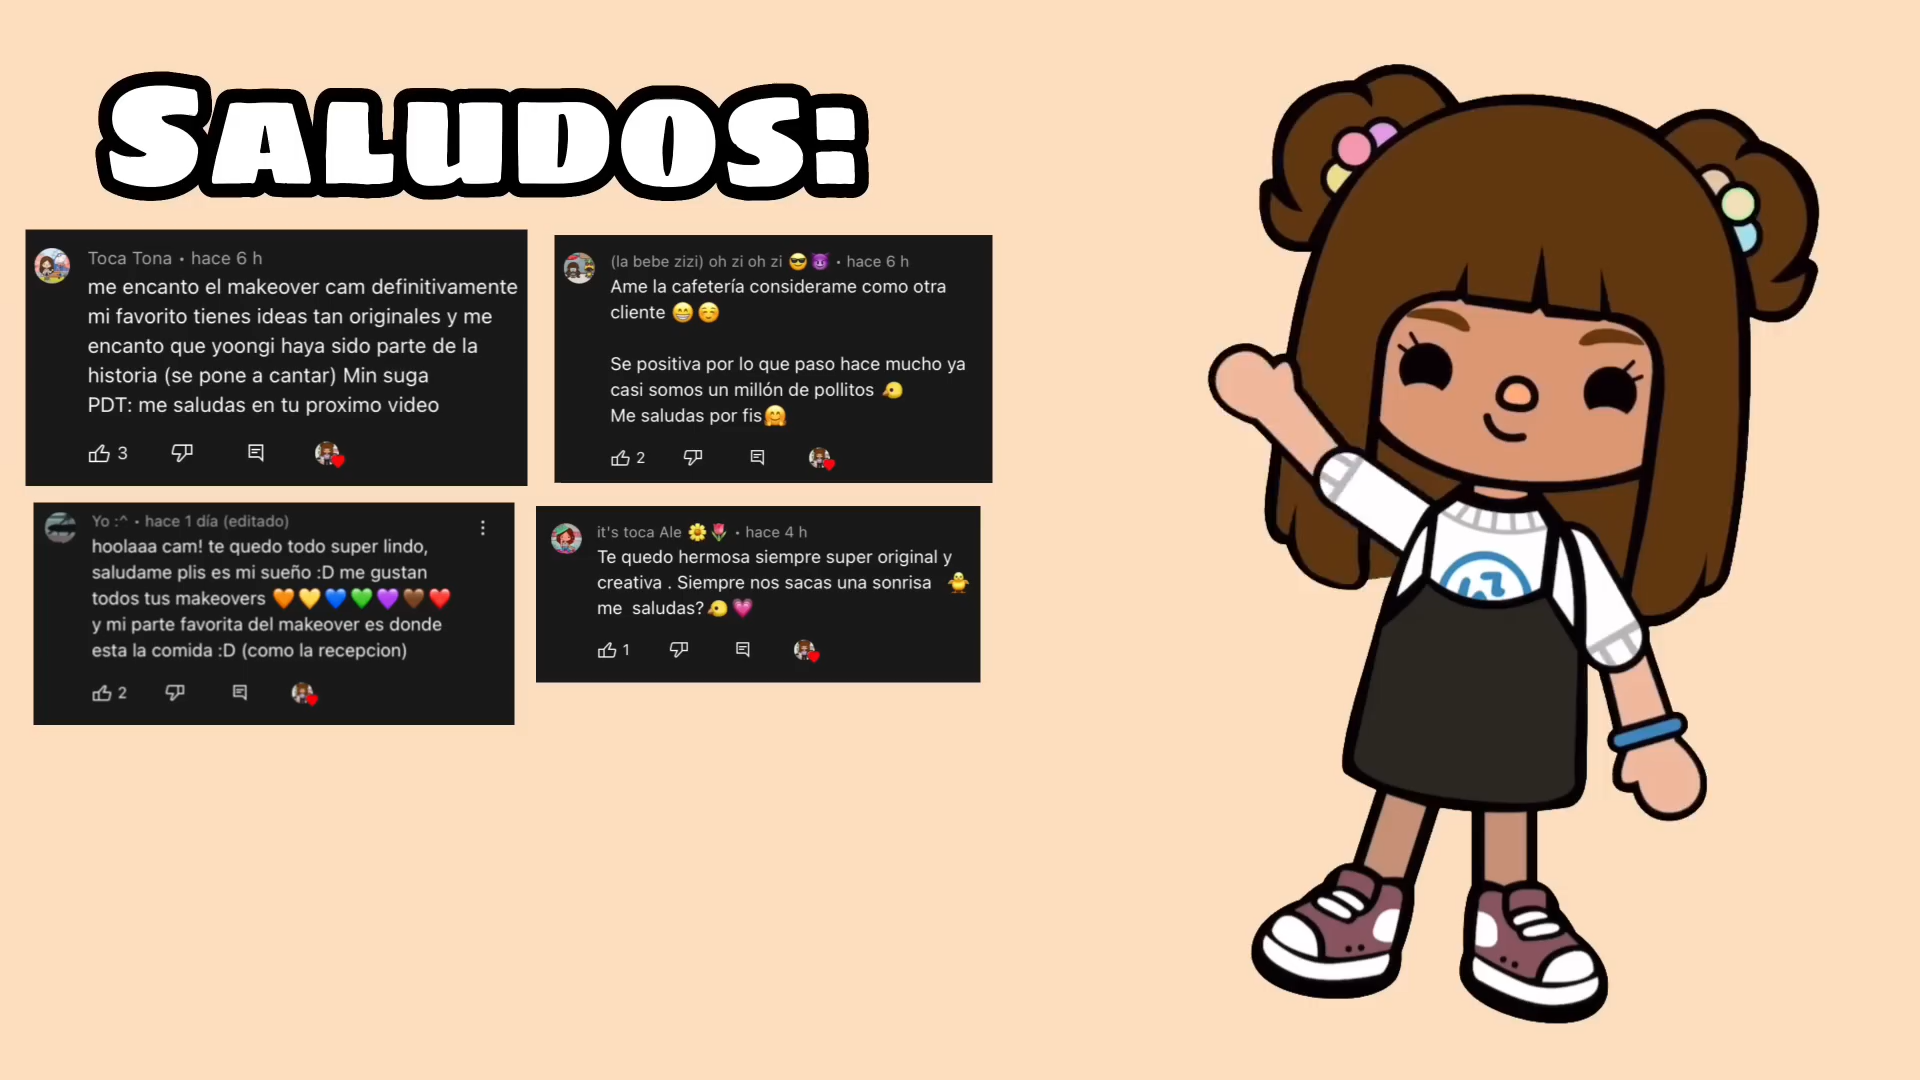 SALUDOS:
Toca Tona • hace 6 h
me encanto el makeover cam definitivamente
mi favorito tienes ideas tan originales y me
encanto que yoongi haya sido parte de la
historia (se pone a cantar) Min suga
PDT: me saludas en tu proximo video
3
(la bebe zizi) oh zi oh zi 😎😈 • hace 6 h
Ame la cafetería considerame como otra
cliente 😁☺️
Se positiva por lo que paso hace mucho ya
casi somos un millón de pollitos 🐤
Me saludas por fis🤗
2
Yo :^ • hace 1 día (editado)
hoolaaa cam! te quedo todo super lindo,
saludame plis es mi sueño :D me gustan
todos tus makeovers 🧡💛💙💚💜🤎❤️
y mi parte favorita del makeover es donde
esta la comida :D (como la recepcion)
2
it's toca Ale 🌼🌷 • hace 4 h
Te quedo hermosa siempre super original y
creativa . Siempre nos sacas una sonrisa 🐥
me saludas?🐤💗
1